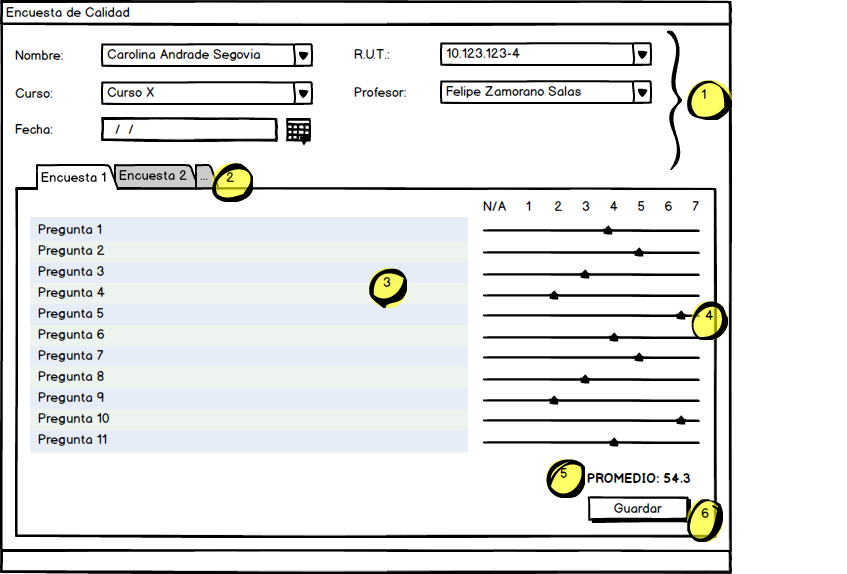 Encuesta de Calidad
Nombre: Carolina Andrade Segovia R.U.T.: 10.123.123-4
Curso: Curso X Profesor: Felipe Zamorano Salas
1
Fecha: / /
Encuesta 1 Encuesta 2 ... 2
N/A 1 2 3 4 5 6 7
Pregunta 1
Pregunta 2
Pregunta 3
3
Pregunta 4
Pregunta 5
4
Pregunta 6
Pregunta 7
Pregunta 8
Pregunta 9
Pregunta 10
Pregunta 11
5 PROMEDIO: 54.3
Guardar 6